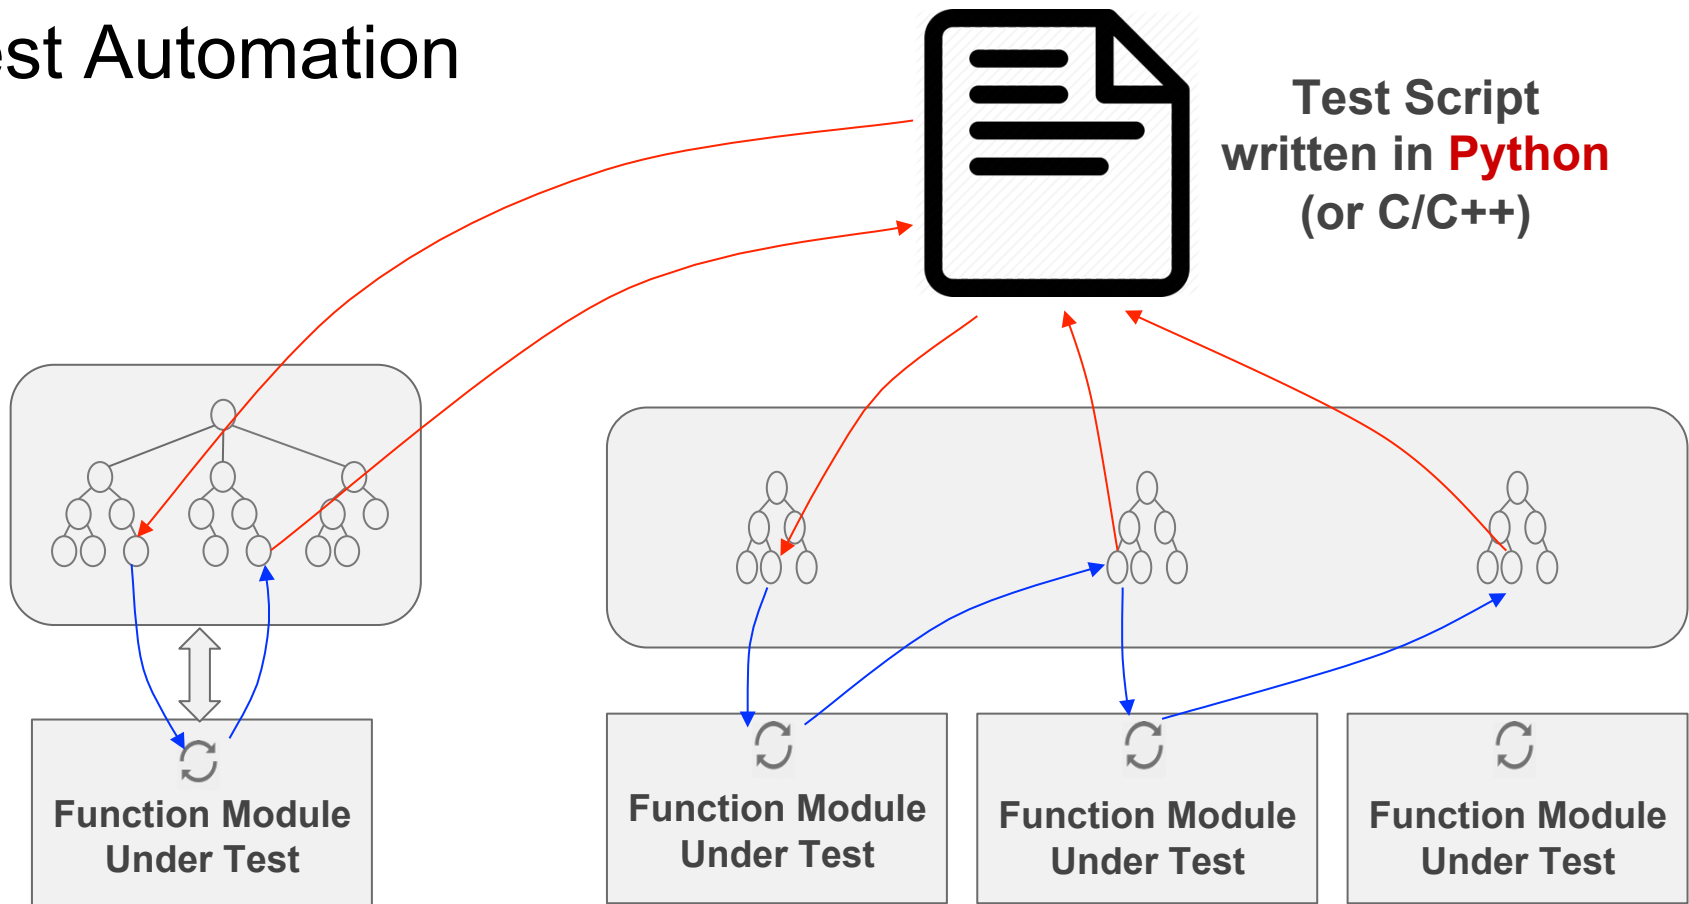 est Automation
Test Script
written in Python
(or C/C++)
Function Module
Under Test
Function Module
Under Test
Function Module
Under Test
Function Module
Under Test